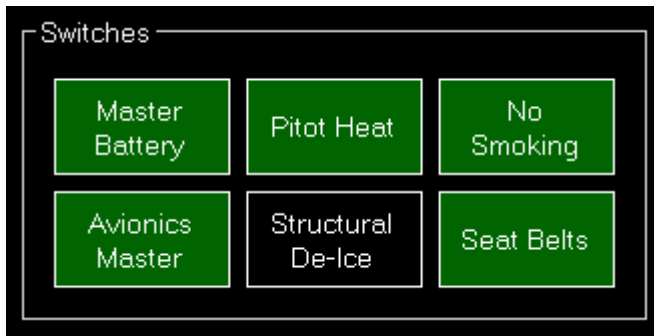 Switches
Master
Battery
Pitot Heat
No
Smoking
Avionics
Master
Structural
De-Ice
Seat Belts